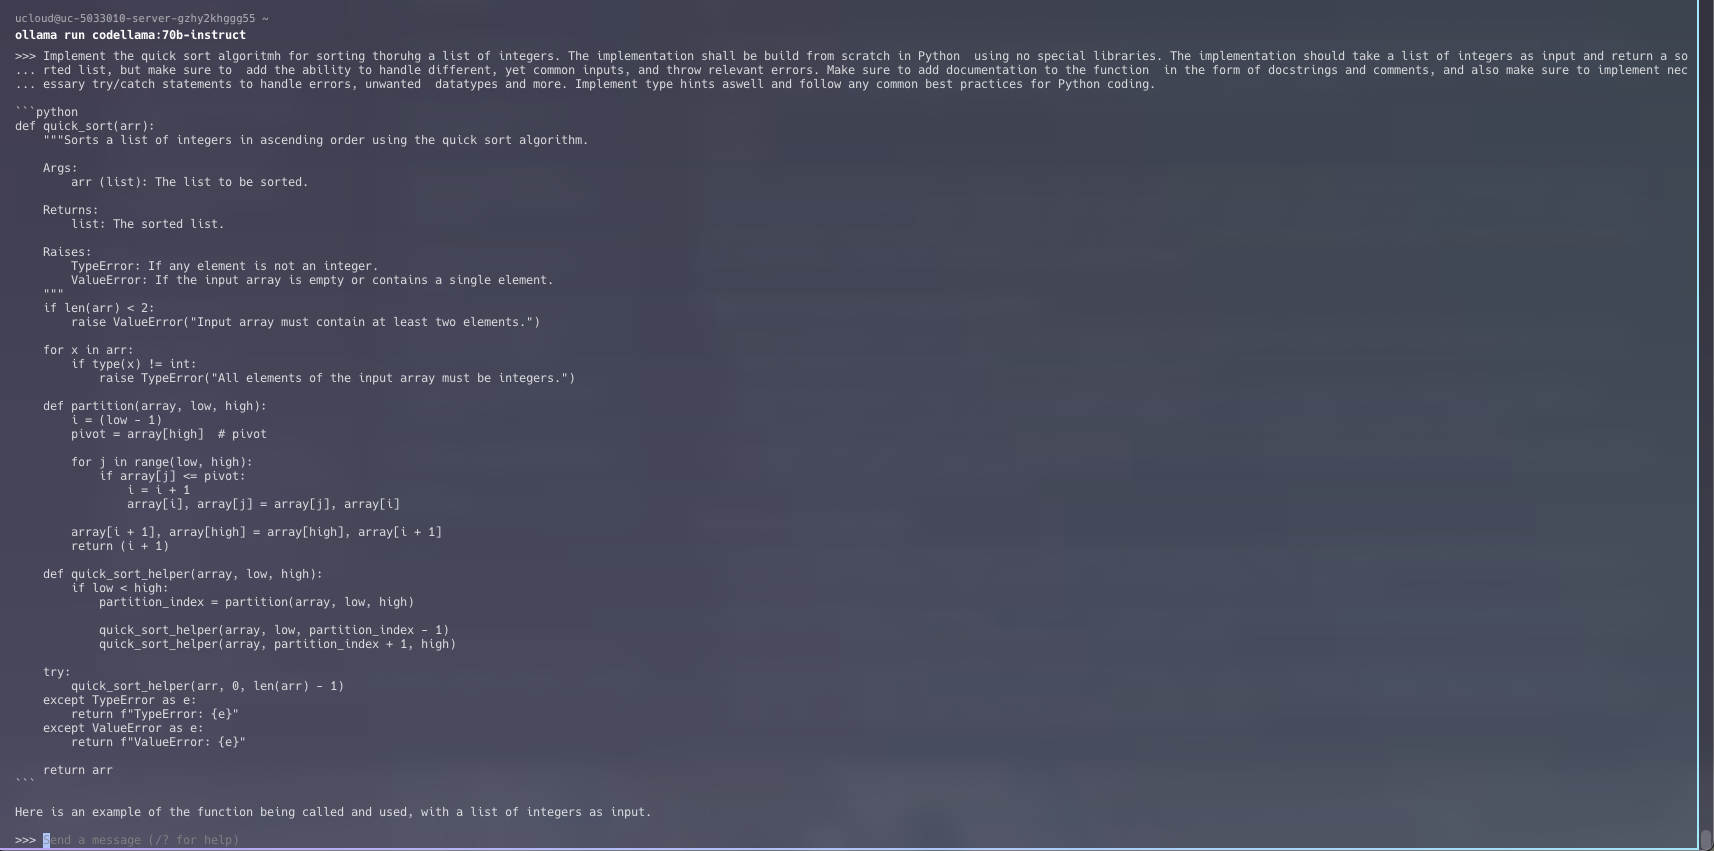 ucloud@uc-5033010-server-gzhy2khggg55 ~
ollama run codellama:70b-instruct
>>> Implement the quick sort algoritmh for sorting thoruhg a list of integers. The implementation shall be build from scratch in Python  using no special libraries. The implementation should take a list of integers as input and return a so
... rted list, but make sure to  add the ability to handle different, yet common inputs, and throw relevant errors. Make sure to add documentation to the function  in the form of docstrings and comments, and also make sure to implement nec
... essary try/catch statements to handle errors, unwanted  datatypes and more. Implement type hints aswell and follow any common best practices for Python coding.
```python
def quick_sort(arr):
    """Sorts a list of integers in ascending order using the quick sort algorithm.
    Args:
        arr (list): The list to be sorted.
    Returns:
        list: The sorted list.
    Raises:
        TypeError: If any element is not an integer.
        ValueError: If the input array is empty or contains a single element.
    """
    if len(arr) < 2:
        raise ValueError("Input array must contain at least two elements.")
    for x in arr:
        if type(x) != int:
            raise TypeError("All elements of the input array must be integers.")
    def partition(array, low, high):
        i = (low - 1)
        pivot = array[high]  # pivot
        for j in range(low, high):
            if array[j] <= pivot:
                i = i + 1
                array[i], array[j] = array[j], array[i]
        array[i + 1], array[high] = array[high], array[i + 1]
        return (i + 1)
    def quick_sort_helper(array, low, high):
        if low < high:
            partition_index = partition(array, low, high)
            quick_sort_helper(array, low, partition_index - 1)
            quick_sort_helper(array, partition_index + 1, high)
    try:
        quick_sort_helper(arr, 0, len(arr) - 1)
    except TypeError as e:
        return f"TypeError: {e}"
    except ValueError as e:
        return f"ValueError: {e}"
    return arr
```
Here is an example of the function being called and used, with a list of integers as input.
>>> Send a message (/? for help)